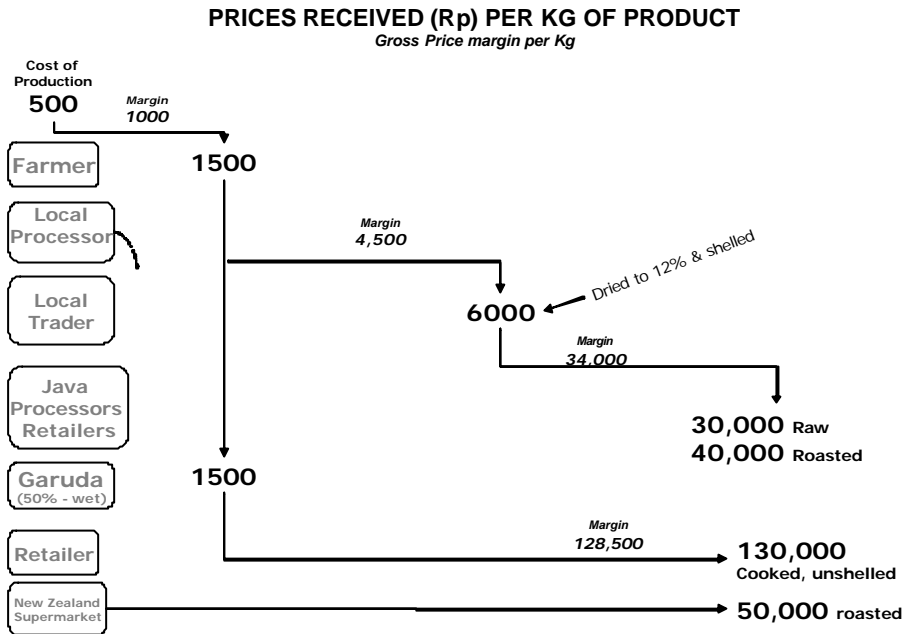 PRICES RECEIVED (Rp) PER KG OF PRODUCT
Gross Price margin per Kg
Cost of
Production
500
Margin
1000
Farmer
1500
Local
Processor
Margin
4,500
Dried to 12% & shelled
6000
Local
Trader
Margin
34,000
Java
Processors
Retailers
30,000 Raw
40,000 Roasted
Garuda
(50% - wet)
1500
Margin
128,500
Retailer
130,000
Cooked, unshelled
New Zealand
Supermarket
50,000 roasted